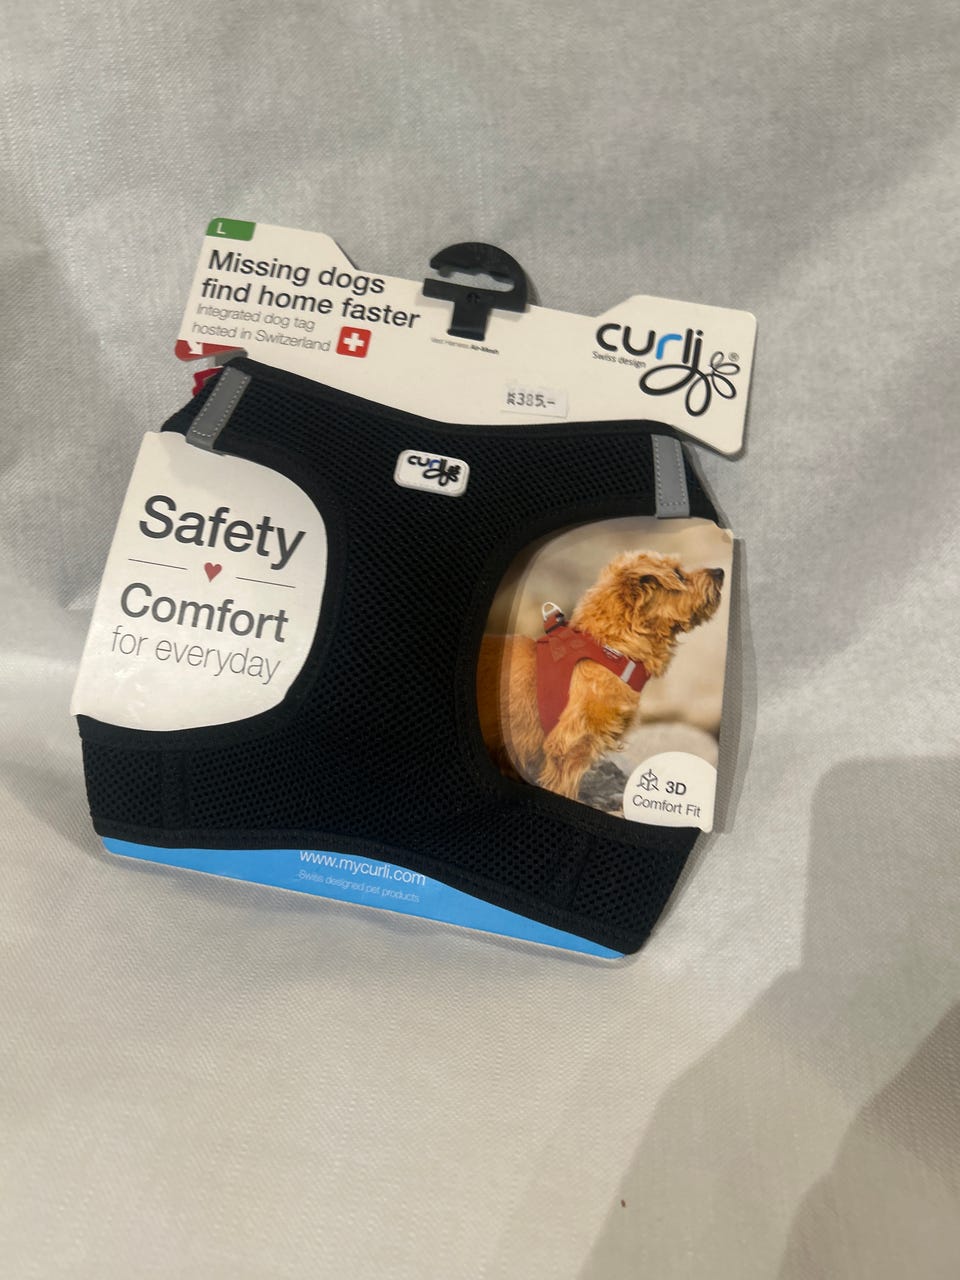 L
Missing dogs
find home faster
Integrated dog tag
hosted in Switzerland
Vest Harness Air-Mesh
curli®
Swiss design
385.-
curli
Safety
Comfort
for everyday
3D
Comfort Fit
www.mycurli.com
Swiss designed pet products